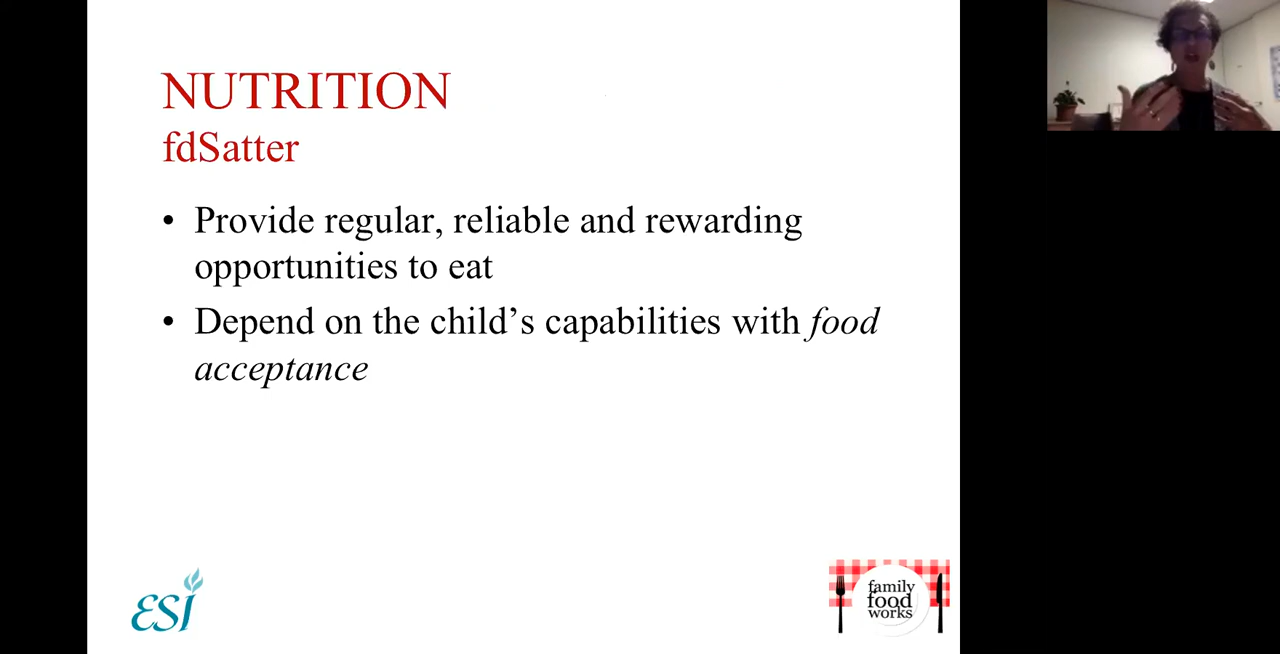 NUTRITION
fdSatter
• Provide regular, reliable and rewarding
opportunities to eat
• Depend on the child’s capabilities with food
acceptance
ESI
family
food
works